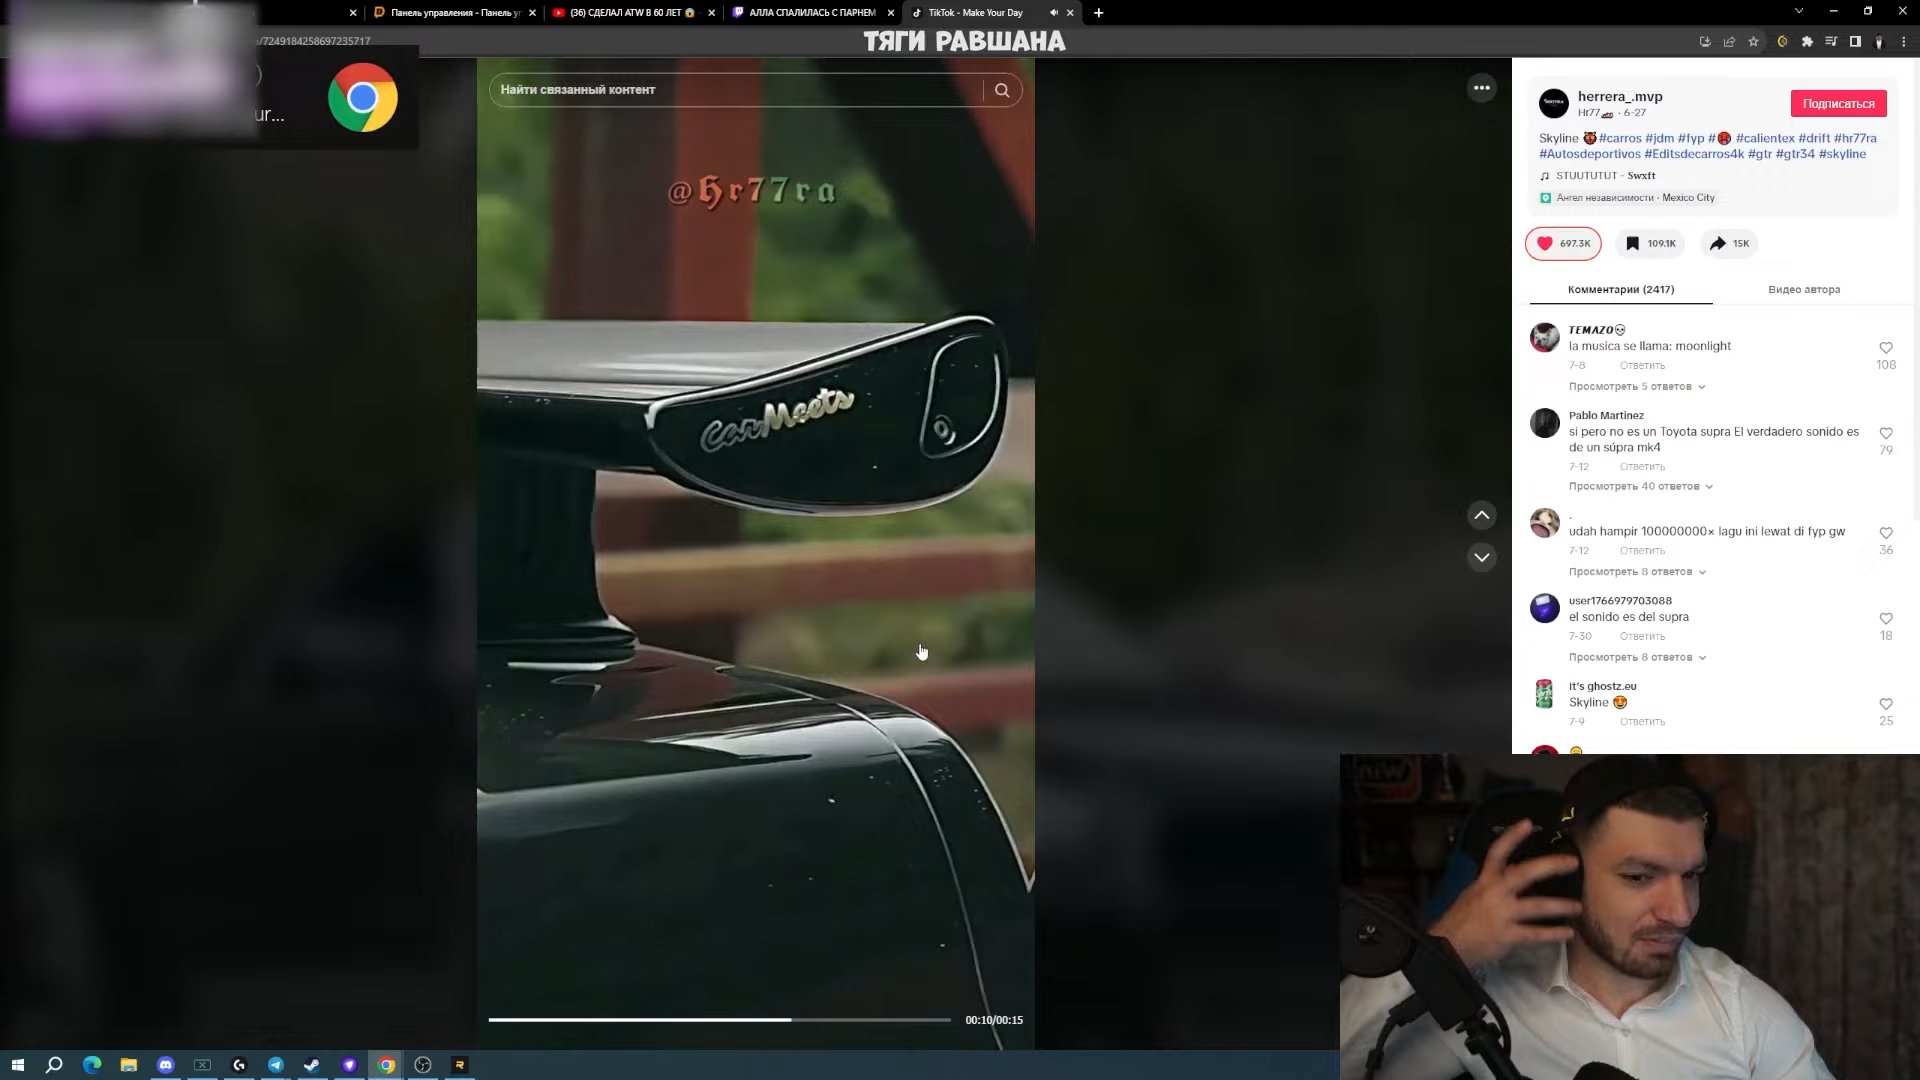 Панель управления - Панель у
(36) СДЕЛАЛ ATW В 60 ЛЕТ 😱
АЛЛА СПАЛИЛАСЬ С ПАРНЕМ
TikTok - Make Your Day
/7249184258697235717
ТЯГИ РАВШАНА
ur...
Найти связанный контент
@Hr77ra
CarMeets
00:10/00:15
herrera_.mvp
Hr77🏎 · 6-27
Подписаться
Skyline 👹#carros #jdm #fyp #👹 #calientex #drift #hr77ra
#Autosdeportivos #Editsdecarros4k #gtr #gtr34 #skyline
STUUTUTUT - Swxft
Ангел независимости · Mexico City
697.3K
109.1K
15K
Комментарии (2417)
Видео автора
TEMAZO💀
la musica se llama: moonlight
108
7-8 Ответить
Просмотреть 5 ответов
Pablo Martinez
si pero no es un Toyota supra El verdadero sonido es
de un súpra mk4
79
7-12 Ответить
Просмотреть 40 ответов
.
udah hampir 100000000× lagu ini lewat di fyp gw
36
7-12 Ответить
Просмотреть 8 ответов
user1766979703088
el sonido es del supra
18
7-30 Ответить
Просмотреть 8 ответов
It's ghostz.eu
Skyline 😍
25
7-9 Ответить